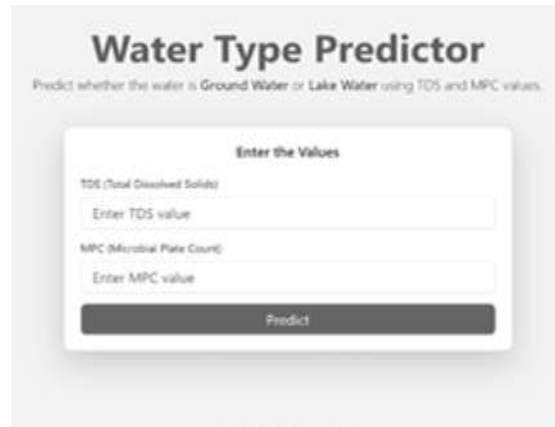 Water Type Predictor
Predict whether the water is Ground Water or Lake Water using TDS and MPC values.
Enter the Values
TDS (Total Dissolved Solids)
Enter TDS value
MPC (Microbial Plate Count)
Enter MPC value
Predict